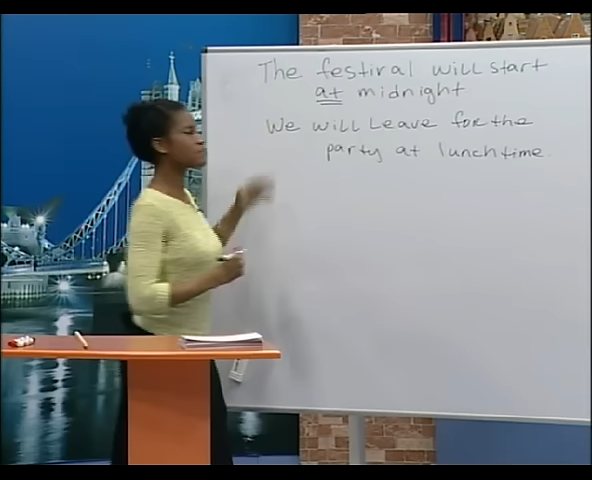 The festival will start
at midnight
We will Leave for the
party at lunchtime.